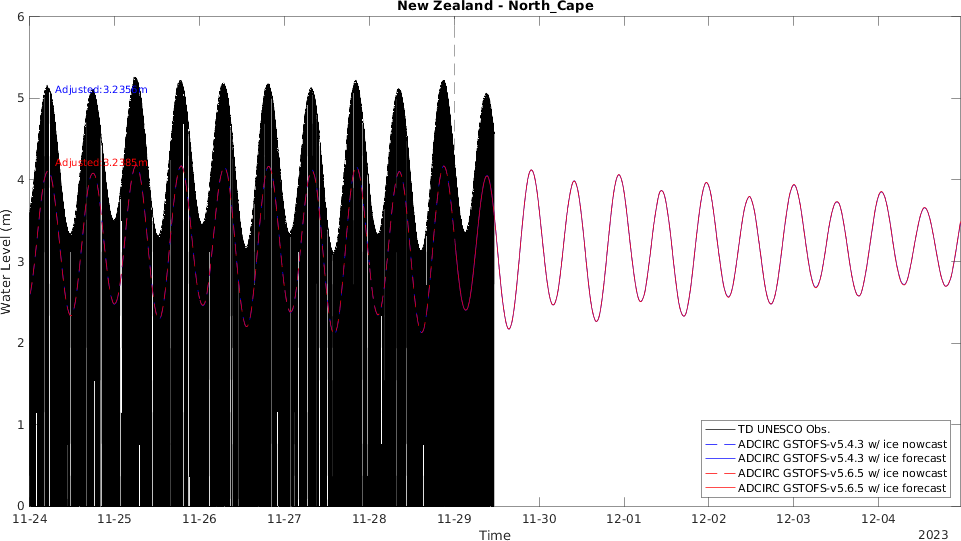 New Zealand - North_Cape
6
5
4
3
2
1
0
Water Level (m)
Adjusted:3.2385m
11-24
11-25
11-26
11-27
11-28
11-29
11-30
12-01
12-02
12-03
12-04
Time
2023
TD UNESCO Obs.
ADCIRC GSTOFS-v5.4.3 w/ ice nowcast
ADCIRC GSTOFS-v5.4.3 w/ ice forecast
ADCIRC GSTOFS-v5.6.5 w/ ice nowcast
ADCIRC GSTOFS-v5.6.5 w/ ice forecast